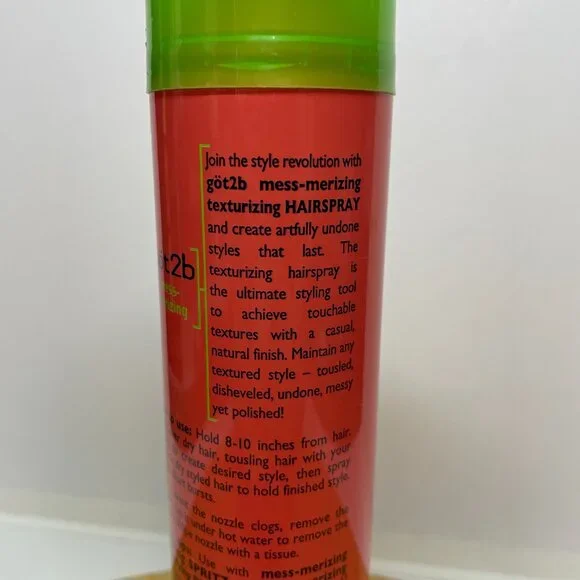 Join the style revolution with
göt2b mess-merizing
texturizing HAIRSPRAY
and create artfully undone
styles that last. The
texturizing hairspray is
the ultimate styling tool
to achieve touchable
textures with a casual,
natural finish. Maintain any
textured style – tousled,
disheveled, undone, messy
yet polished!
öt2b
use: Hold 8-10 inches from hair.
dry hair, tousling hair with your
create desired style, then spray
styled hair to hold finished style.
bursts.
the nozzle clogs, remove the
under hot water to remove the
nozzle with a tissue.
Use with mess-merizing
SPRITZ